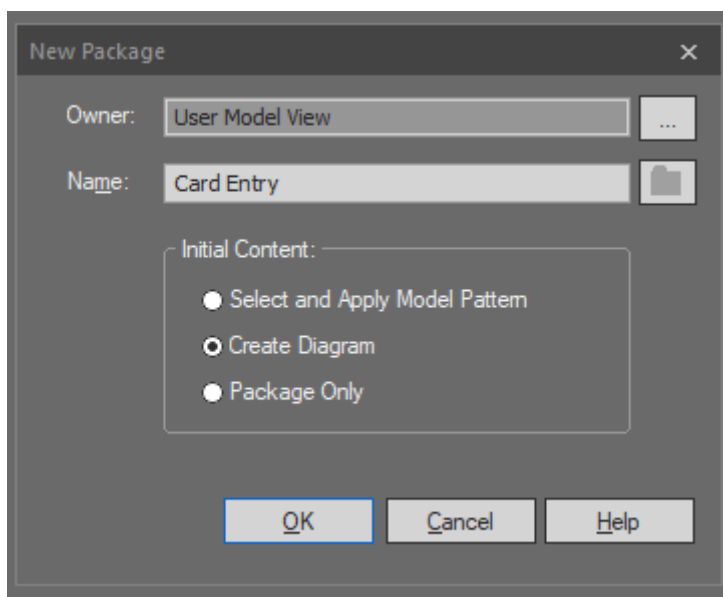 New Package
Owner: User Model View ...
Name: Card Entry
Initial Content:
Select and Apply Model Pattern
Create Diagram
Package Only
OK Cancel Help